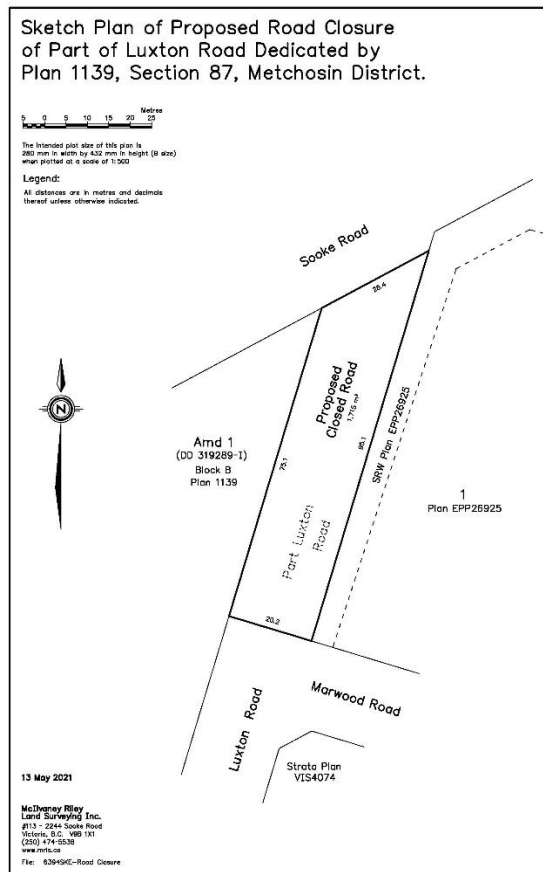 Sketch Plan of Proposed Road Closure
of Part of Luxton Road Dedicated by
Plan 1139, Section 87, Metchosin District.
Metres
5 0 5 10 15 20 25
The intended plot size of this plan is
280 mm in width by 432 mm in height (B size)
when plotted at a scale of 1:500
Legend:
All distances are in metres and decimals
thereof unless otherwise indicated.
Sooke Road
28.4
Proposed
Closed Road
1,715 m²
SRW Plan EPP26925
N
Amd 1
(DD 319289-I)
Block B
Plan 1139
75.1
95.1
1
Plan EPP26925
Part Luxton
Road
20.2
Marwood Road
Luxton Road
Strata Plan
VIS4074
13 May 2021
McIlvaney Riley
Land Surveying Inc.
#113 - 2244 Sooke Road
Victoria, B.C. V9B 1X1
(250) 474-5538
www.mrls.ca
File: 6394SKE-Road Closure